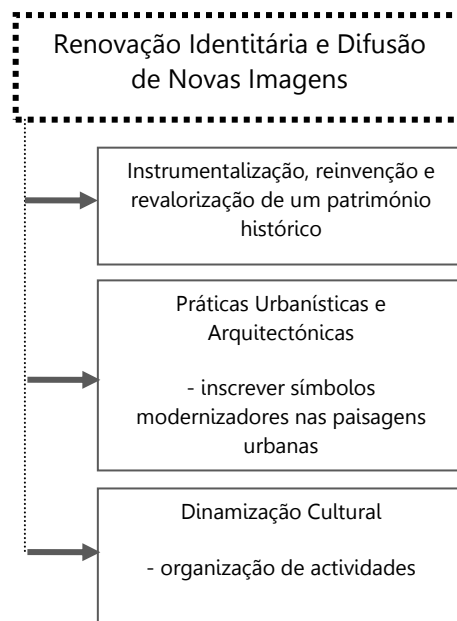 Renovação Identitária e Difusão
de Novas Imagens
Instrumentalização, reinvenção e
revalorização de um património
histórico
Práticas Urbanísticas e
Arquitectónicas
- inscrever símbolos
modernizadores nas paisagens
urbanas
Dinamização Cultural
- organização de actividades